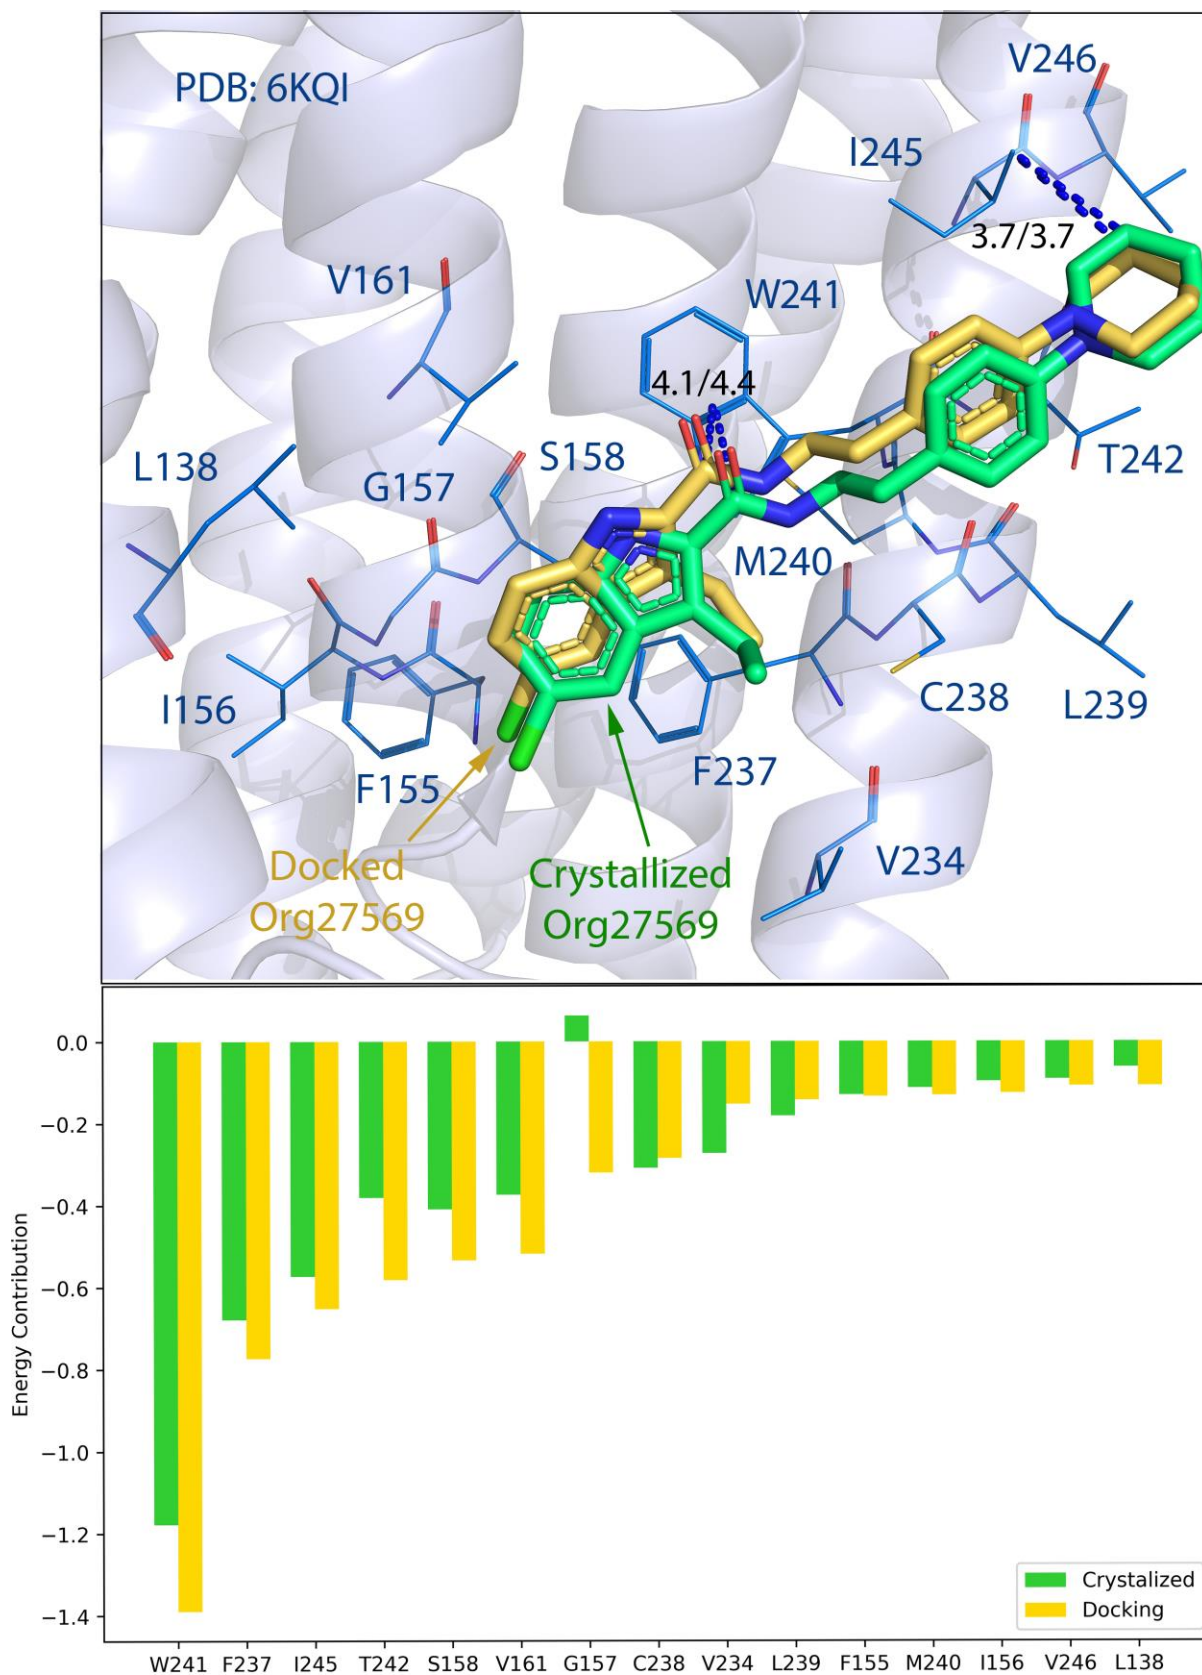 PDB: 6KQI
V246
I245
3.7/3.7
V161
W241
4.1/4.4
L138
S158
T242
G157
M240
I156
C238
L239
F155
F237
V234
Docked
Org27569
Crystallized
Org27569
Energy Contribution
0.0
−0.2
−0.4
−0.6
−0.8
−1.0
−1.2
−1.4
Crystalized
Docking
W241 F237 I245 T242 S158 V161 G157 C238 V234 L239 F155 M240 I156 V246 L138